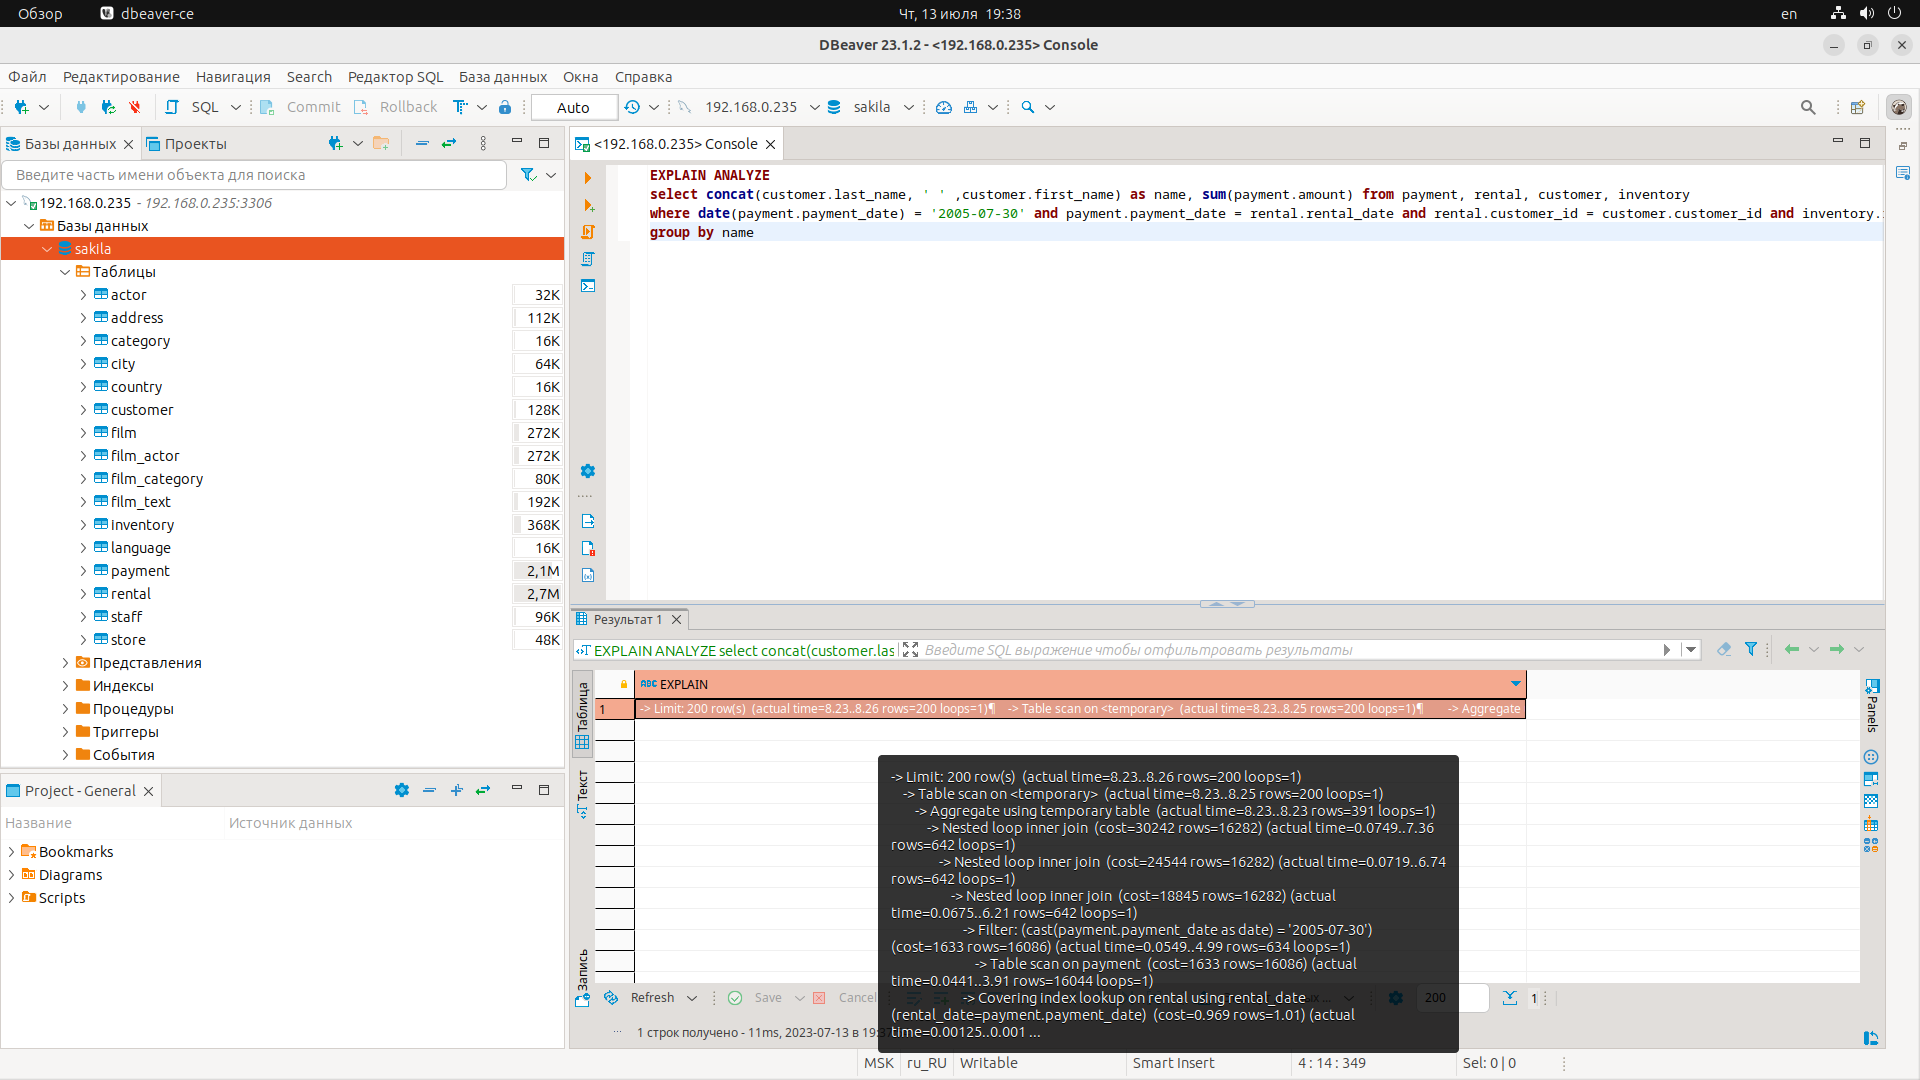 Обзор
dbeaver-ce
Чт, 13 июля 19:38
en
DBeaver 23.1.2 - <192.168.0.235> Console
Файл Редактирование Навигация Search Редактор SQL База данных Окна Справка
SQL Commit Rollback Auto 192.168.0.235 sakila
Базы данных Проекты
Введите часть имени объекта для поиска
192.168.0.235 - 192.168.0.235:3306
Базы данных
sakila
Таблицы
actor 32K
address 112K
category 16K
city 64K
country 16K
customer 128K
film 272K
film_actor 272K
film_category 80K
film_text 192K
inventory 368K
language 16K
payment 2,1M
rental 2,7M
staff 96K
store 48K
Представления
Индексы
Процедуры
Триггеры
События
Project - General
Название Источник данных
Bookmarks
Diagrams
Scripts
<192.168.0.235> Console
EXPLAIN ANALYZE
select concat(customer.last_name, ' ' ,customer.first_name) as name, sum(payment.amount) from payment, rental, customer, inventory
where date(payment.payment_date) = '2005-07-30' and payment.payment_date = rental.rental_date and rental.customer_id = customer.customer_id and inventory.
group by name
Результат 1
EXPLAIN ANALYZE select concat(customer.las
Введите SQL выражение чтобы отфильтровать результаты
Таблица
Текст
Запись
Panels
ABC EXPLAIN
1 -> Limit: 200 row(s) (actual time=8.23..8.26 rows=200 loops=1)¶ -> Table scan on <temporary> (actual time=8.23..8.25 rows=200 loops=1)¶ -> Aggregate
-> Limit: 200 row(s) (actual time=8.23..8.26 rows=200 loops=1)
-> Table scan on <temporary> (actual time=8.23..8.25 rows=200 loops=1)
-> Aggregate using temporary table (actual time=8.23..8.23 rows=391 loops=1)
-> Nested loop inner join (cost=30242 rows=16282) (actual time=0.0749..7.36
rows=642 loops=1)
-> Nested loop inner join (cost=24544 rows=16282) (actual time=0.0719..6.74
rows=642 loops=1)
-> Nested loop inner join (cost=18845 rows=16282) (actual
time=0.0675..6.21 rows=642 loops=1)
-> Filter: (cast(payment.payment_date as date) = '2005-07-30')
(cost=1633 rows=16086) (actual time=0.0549..4.99 rows=634 loops=1)
-> Table scan on payment (cost=1633 rows=16086) (actual
time=0.0441..3.91 rows=16044 loops=1)
-> Covering index lookup on rental using rental_date
(rental_date=payment.payment_date) (cost=0.969 rows=1.01) (actual
time=0.00125..0.001 ...
Refresh Save Cancel 200 1
1 строк получено - 11ms, 2023-07-13 в 19:
MSK ru_RU Writable Smart Insert 4 : 14 : 349 Sel: 0 | 0